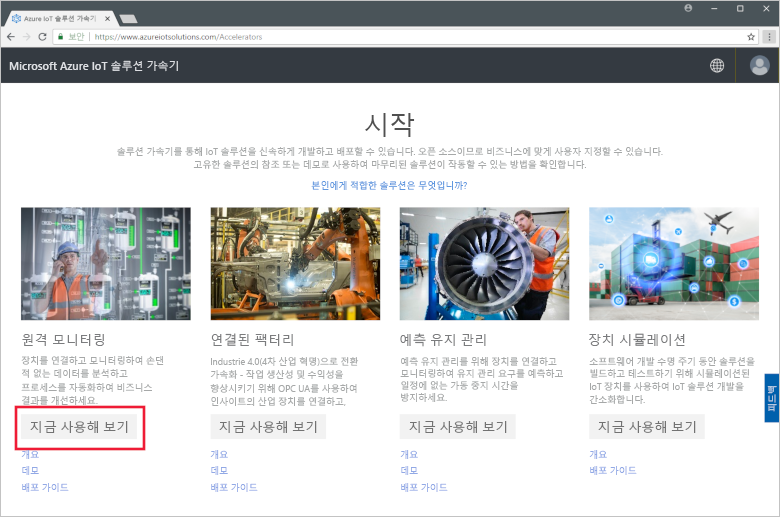 Azure IoT 솔루션 가속기
보안 | https://www.azureiotsolutions.com/Accelerators
Microsoft Azure IoT 솔루션 가속기
시작
솔루션 가속기를 통해 IoT 솔루션을 신속하게 개발하고 배포할 수 있습니다. 오픈 소스이므로 비즈니스에 맞게 사용자 지정할 수 있습니다.
고유한 솔루션의 참조 또는 데모로 사용하여 마무리된 솔루션이 작동할 수 있는 방법을 확인합니다.
본인에게 적합한 솔루션은 무엇입니까?
원격 모니터링
장치를 연결하고 모니터링하여 손댄
적 없는 데이터를 분석하고
프로세스를 자동화하여 비즈니스
결과를 개선하세요.
지금 사용해 보기
개요
데모
배포 가이드
연결된 팩터리
Industrie 4.0(4차 산업 혁명)으로 전환
가속화 - 작업 생산성 및 수익성을
향상시키기 위해 OPC UA를 사용하여
인사이트의 산업 장치를 연결하고,
지금 사용해 보기
개요
데모
배포 가이드
예측 유지 관리
예측 유지 관리를 위해 장치를 연결하고
모니터링하여 유지 관리 요구를 예측하고
일정에 없는 가동 중지 시간을
방지하세요.
지금 사용해 보기
개요
데모
배포 가이드
장치 시뮬레이션
소프트웨어 개발 수명 주기 동안 솔루션을
빌드하고 테스트하기 위해 시뮬레이션된
IoT 장치를 사용하여 IoT 솔루션 개발을
간소화합니다.
지금 사용해 보기
개요
배포 가이드
피드백